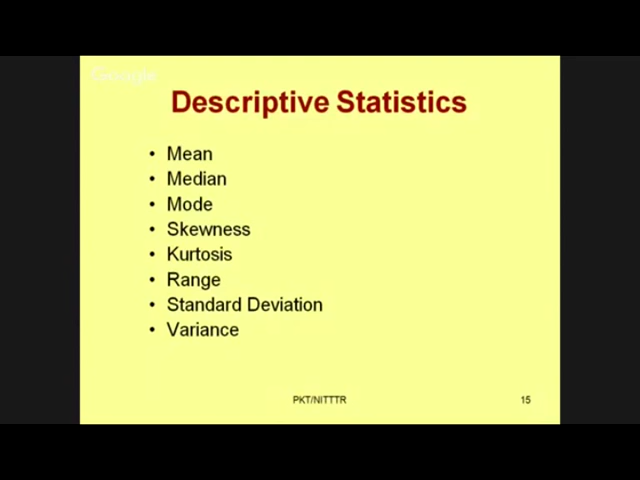 Google
Descriptive Statistics
• Mean
• Median
• Mode
• Skewness
• Kurtosis
• Range
• Standard Deviation
• Variance
PKT/NITTTR
15